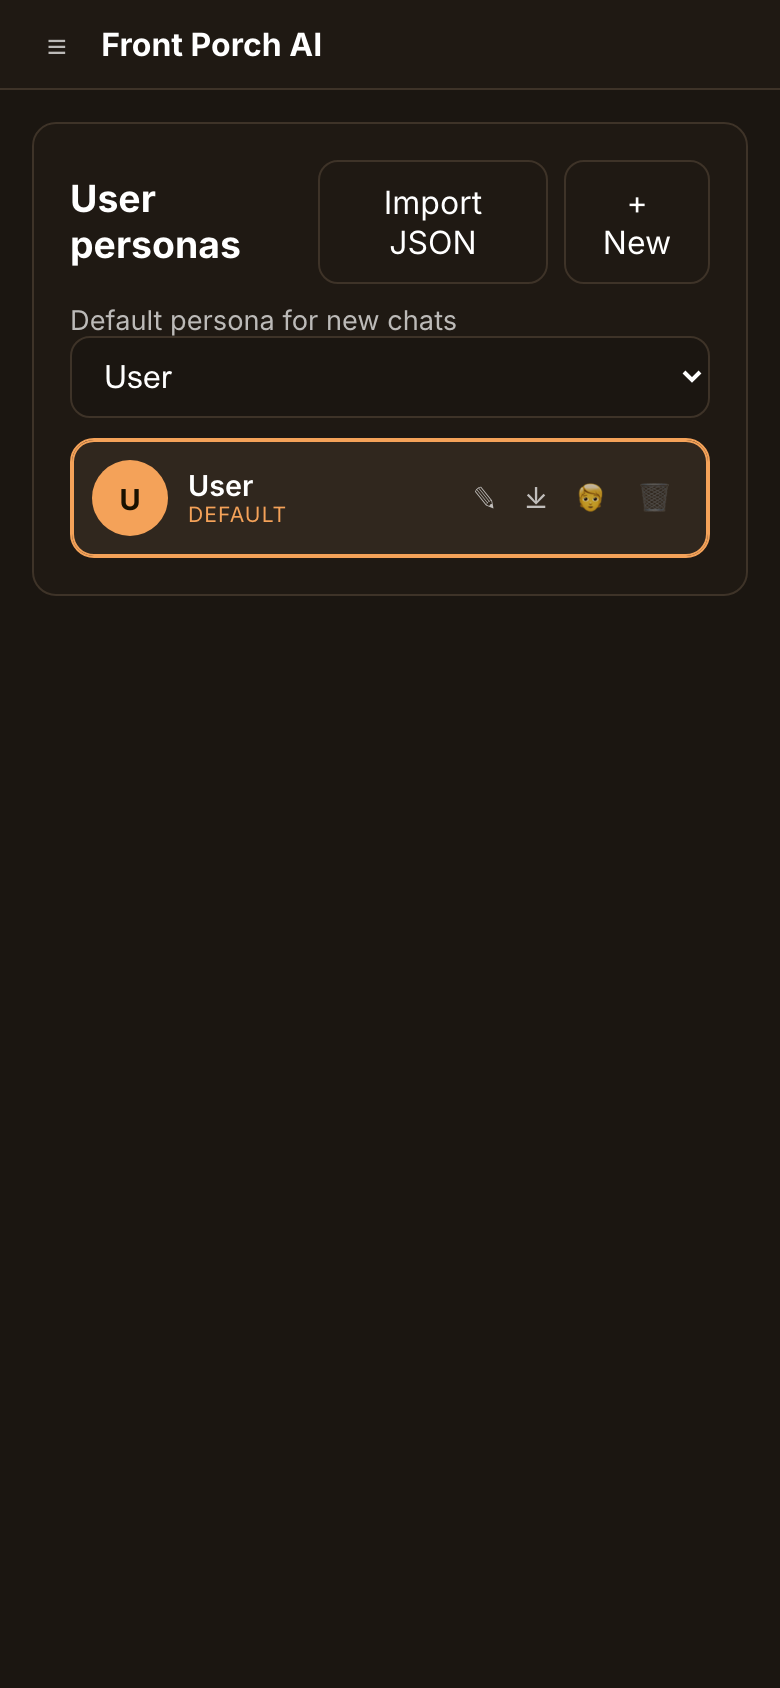 Front Porch AI
User
personas
Import
JSON
+
New
Default persona for new chats
User
U
User
DEFAULT